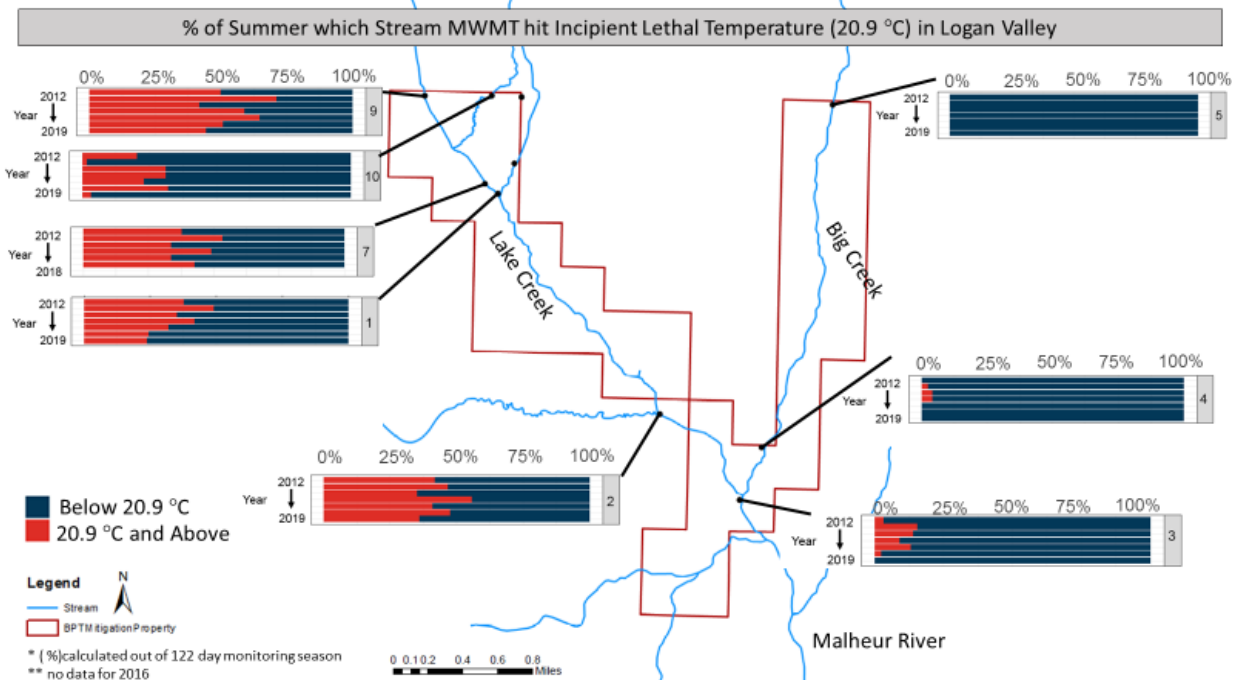 % of Summer which Stream MWMT hit Incipient Lethal Temperature (20.9 °C) in Logan Valley
0% 25% 50% 75% 100%
2012
Year
2019
9
0% 25% 50% 75% 100%
2012
Year
2019
5
2012
Year
2019
10
2012
Year
2018
7
2012
Year
2019
1
Lake Creek
Big Creek
0% 25% 50% 75% 100%
2012
Year
2019
4
0% 25% 50% 75% 100%
2012
Year
2019
2
0% 25% 50% 75% 100%
2012
Year
2019
3
Below 20.9 °C
20.9 °C and Above
Legend
N
Stream
BPTMitigation Property
Malheur River
* ( %)calculated out of 122 day monitoring season
** no data for 2016
0 0.1 0.2 0.4 0.6 0.8
Miles